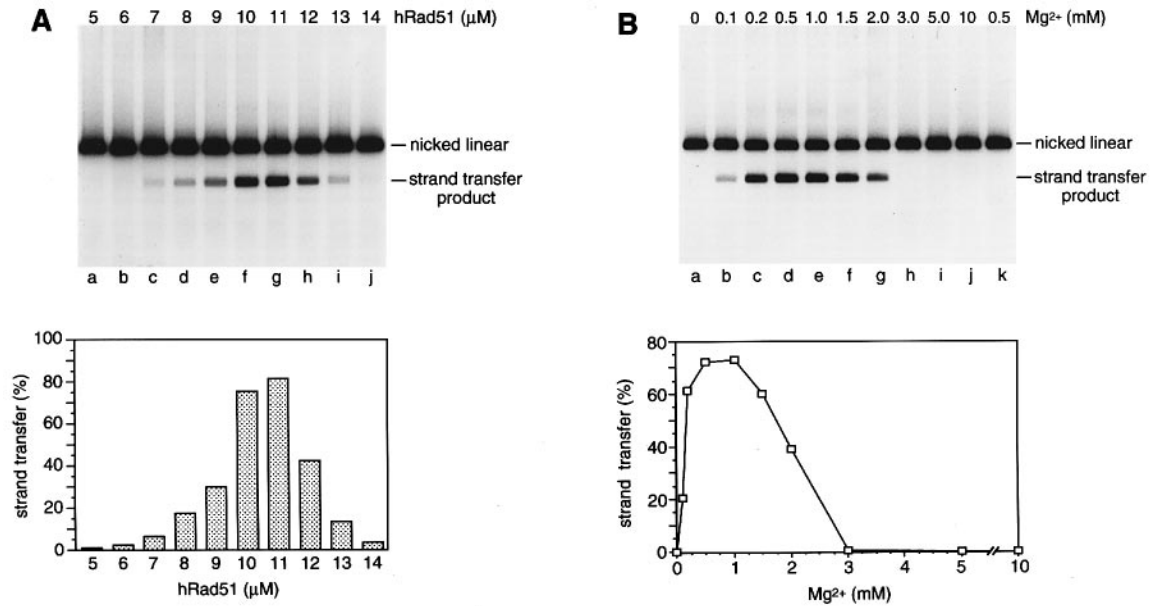 A
5 6 7 8 9 10 11 12 13 14 hRad51 (μM)
nicked linear
strand transfer
product
a b c d e f g h i j
100
80
60
40
20
0
strand transfer (%)
5 6 7 8 9 10 11 12 13 14
hRad51 (μM)
B
0 0.1 0.2 0.5 1.0 1.5 2.0 3.0 5.0 10 0.5 Mg²⁺ (mM)
nicked linear
strand transfer
product
a b c d e f g h i j k
80
60
40
20
0
strand transfer (%)
0 1 2 3 4 5 10
Mg²⁺ (mM)